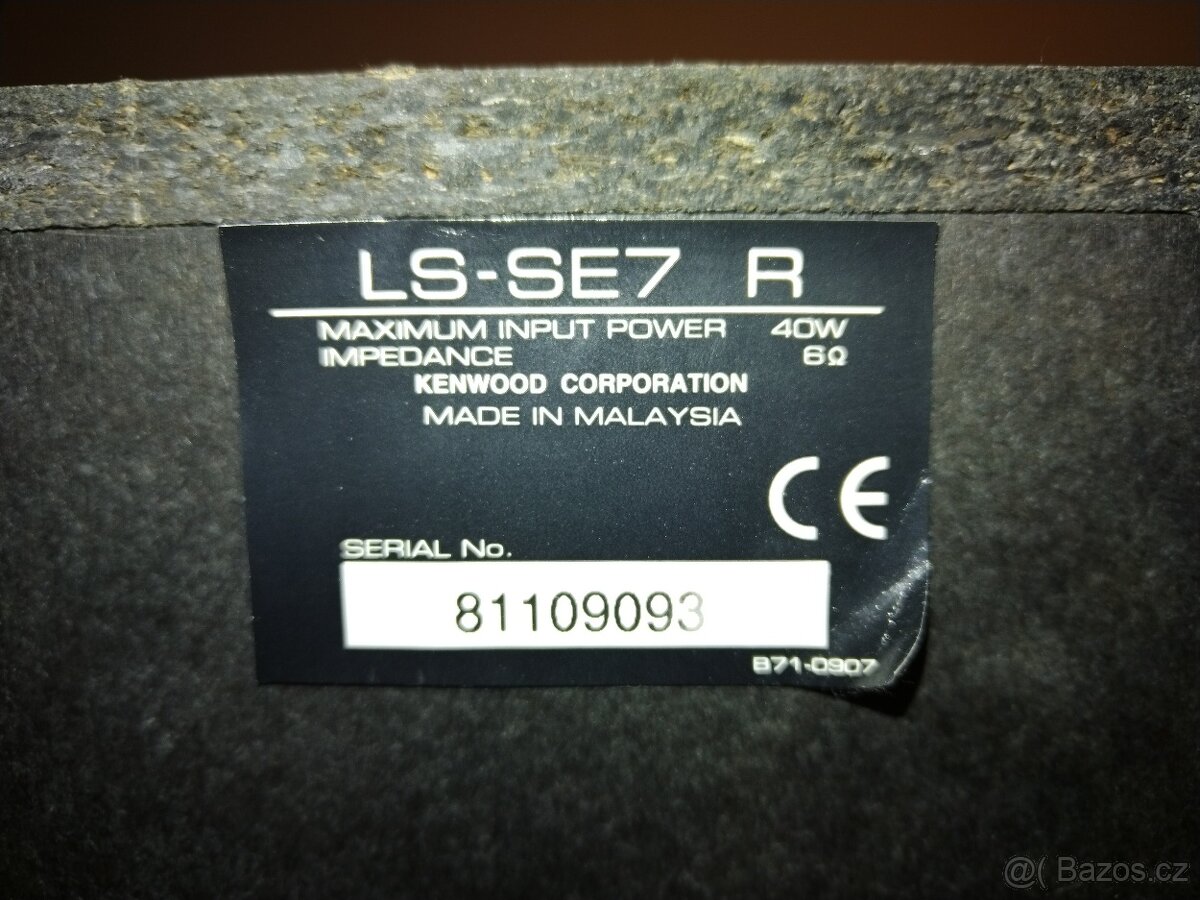 LS-SE7 R
MAXIMUM INPUT POWER 40W
IMPEDANCE 6Ω
KENWOOD CORPORATION
MADE IN MALAYSIA
CE
SERIAL No.
81109093
B71-0907
@( Bazos.cz